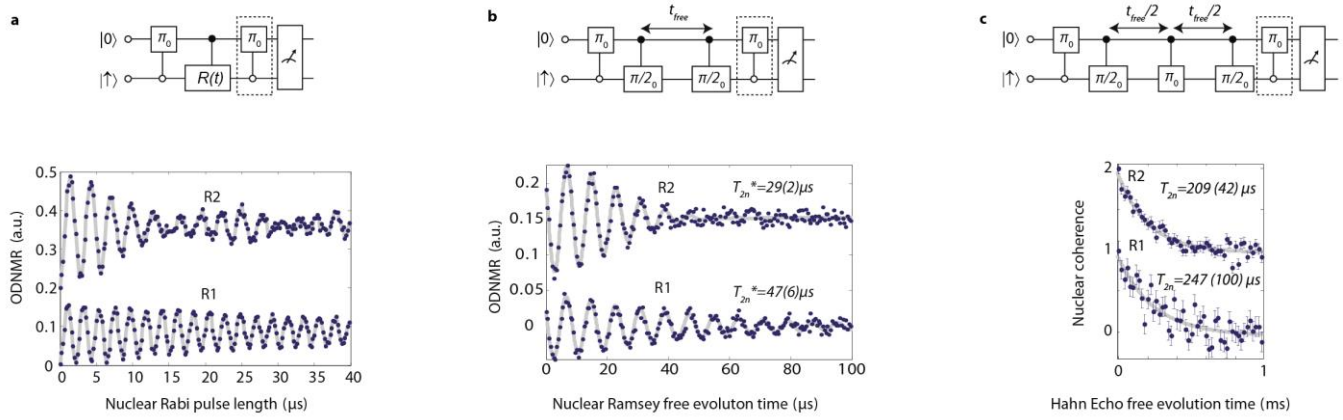 a
|0⟩ π₀
|↑⟩ R(t)
π₀
0.5
0.4
0.3
0.2
0.1
0
ODNMR (a.u.)
R2
R1
0 5 10 15 20 25 30 35 40
Nuclear Rabi pulse length (µs)
b
t_free
|0⟩ π₀ π₀
|↑⟩ π/2₀ π/2₀
0.2
0.15
0.05
0
ODNMR (a.u.)
R2 T₂ₙ*=29(2)µs
R1
T₂ₙ*=47(6)µs
0 20 40 60 80 100
Nuclear Ramsey free evoluton time (µs)
c
t_free/2 t_free/2
|0⟩ π₀ π₀
|↑⟩ π/2₀ π₀ π/2₀
2
1
0
Nuclear coherence
R2 T₂ₙ=209 (42) µs
R1
T₂ₙ=247 (100) µs
0 1
Hahn Echo free evolution time (ms)